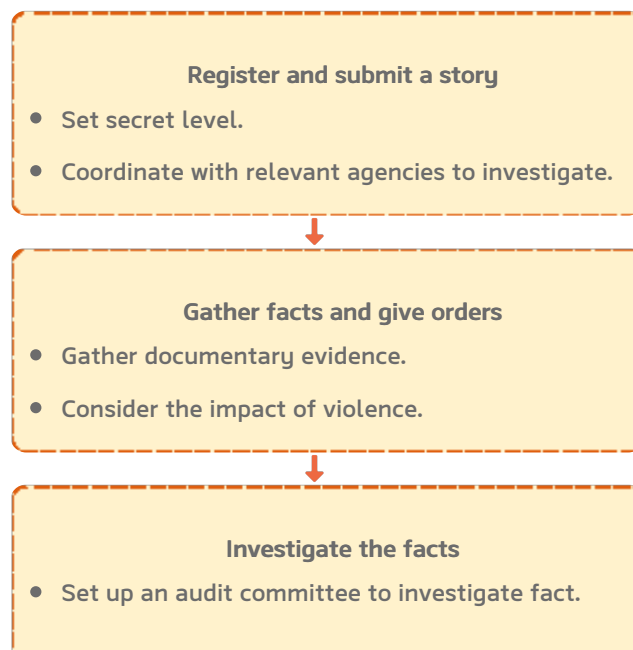 Register and submit a story
• Set secret level.
• Coordinate with relevant agencies to investigate.
Gather facts and give orders
• Gather documentary evidence.
• Consider the impact of violence.
Investigate the facts
• Set up an audit committee to investigate fact.